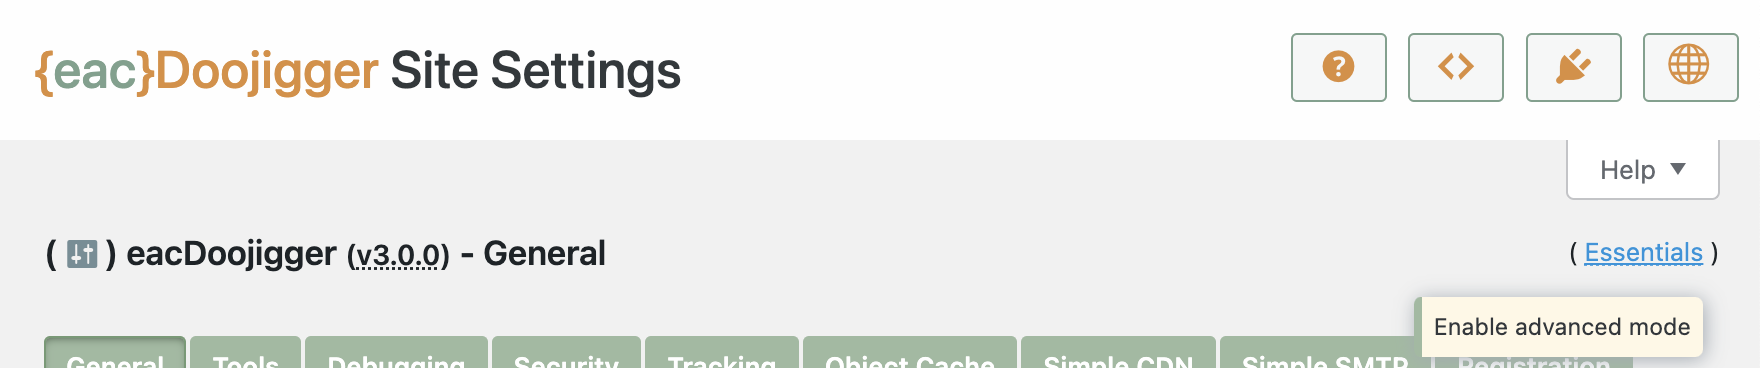 {eac}Doojigger Site Settings
Help ▼
( ) eacDoojigger (v3.0.0) - General
( Essentials )
Enable advanced mode
General Tools Debugging Security Tracking Object Cache Simple CDN Simple SMTP Registration